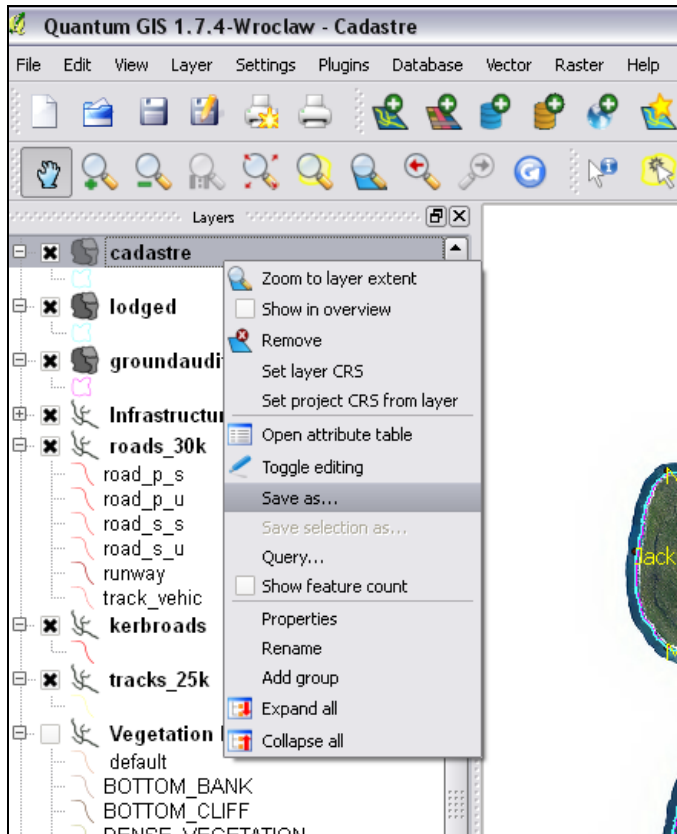 Quantum GIS 1.7.4-Wroclaw - Cadastre
File Edit View Layer Settings Plugins Database Vector Raster Help
Layers
cadastre
Zoom to layer extent
lodged
Show in overview
Remove
groundaudi
Set layer CRS
Set project CRS from layer
Infrastructur
Open attribute table
roads_30k
Toggle editing
road_p_s
Save as...
road_p_u
Save selection as...
road_s_s
Query...
road_s_u
Show feature count
runway
track_vehic
Properties
kerbroads
Rename
tracks_25k
Add group
Expand all
Vegetation
Collapse all
default
BOTTOM_BANK
BOTTOM_CLIFF
DENSE_VEGETATION
Jack